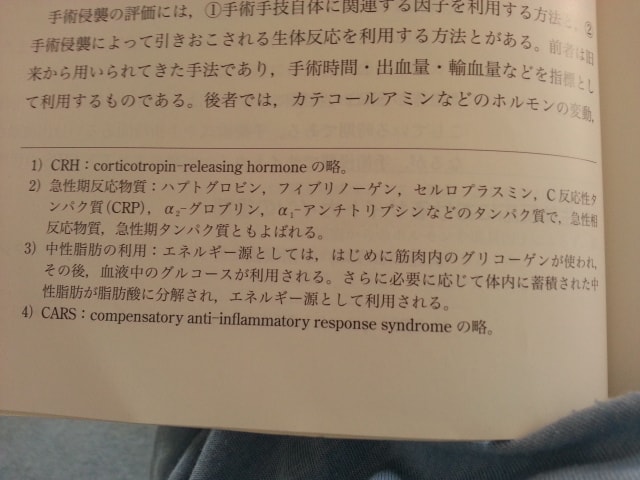 手術侵襲の評価には，①手術手技自体に関連する因子を利用する方法と，②
手術侵襲によって引きおこされる生体反応を利用する方法とがある。前者は旧
来から用いられてきた手法であり，手術時間・出血量・輸血量などを指標とし
て利用するものである。後者では，カテコールアミンなどのホルモンの変動，
1) CRH：corticotropin-releasing hormone の略。
2) 急性期反応物質：ハプトグロビン，フィブリノーゲン，セルロプラスミン，C 反応性タ
ンパク質(CRP)，α₂-グロブリン，α₁-アンチトリプシンなどのタンパク質で，急性相
反応物質，急性期タンパク質ともよばれる。
3) 中性脂肪の利用：エネルギー源としては，はじめに筋肉内のグリコーゲンが使われ，
その後，血液中のグルコースが利用される。さらに必要に応じて体内に蓄積された中
性脂肪が脂肪酸に分解され，エネルギー源として利用される。
4) CARS：compensatory anti-inflammatory response syndrome の略。